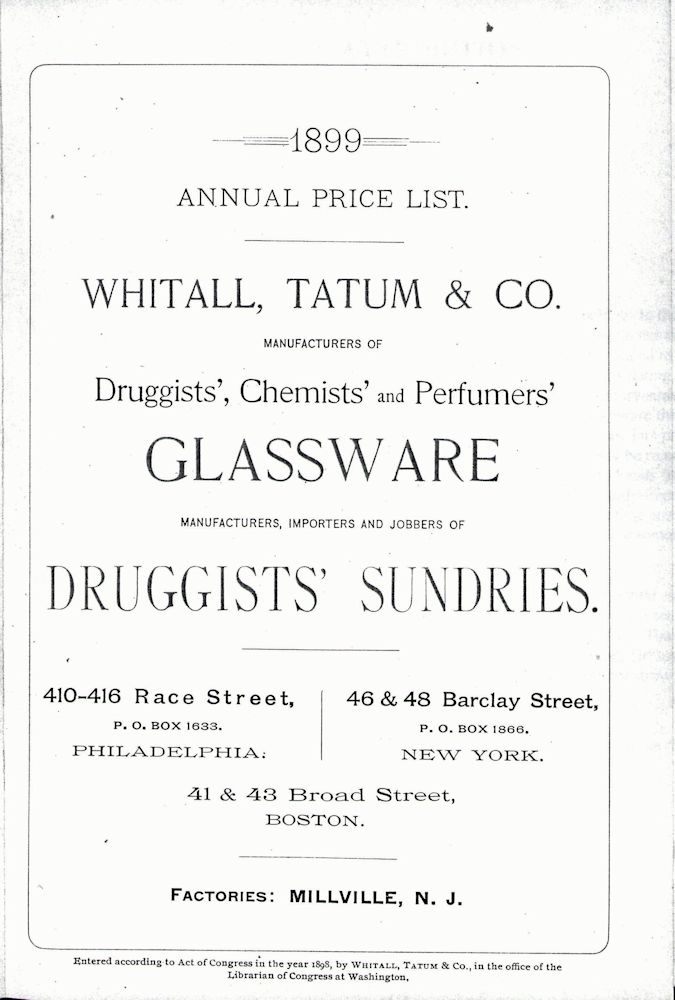 1899
ANNUAL PRICE LIST.
WHITALL, TATUM & CO.
MANUFACTURERS OF
Druggists', Chemists' and Perfumers'
GLASSWARE
MANUFACTURERS, IMPORTERS AND JOBBERS OF
DRUGGISTS' SUNDRIES.
410-416 Race Street,
P. O. BOX 1633.
PHILADELPHIA.
46 & 48 Barclay Street,
P. O. BOX 1866.
NEW YORK.
41 & 43 Broad Street,
BOSTON.
FACTORIES: MILLVILLE, N. J.
Entered according to Act of Congress in the year 1898, by WHITALL, TATUM & Co., in the office of the
Librarian of Congress at Washington.